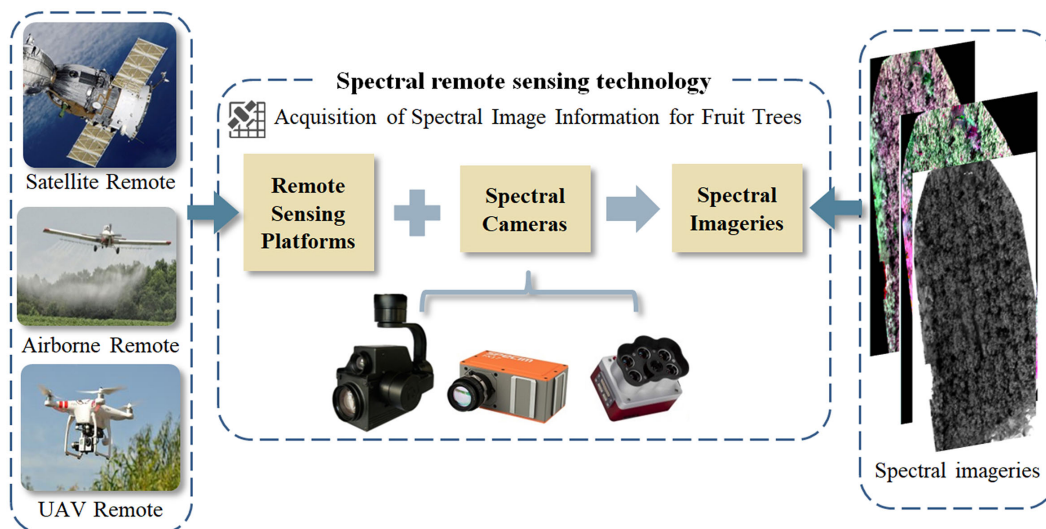 Spectral remote sensing technology
Acquisition of Spectral Image Information for Fruit Trees
Satellite Remote
Airborne Remote
UAV Remote
Remote
Sensing
Platforms
Spectral
Cameras
Spectral
Imageries
specim
Spectral imageries